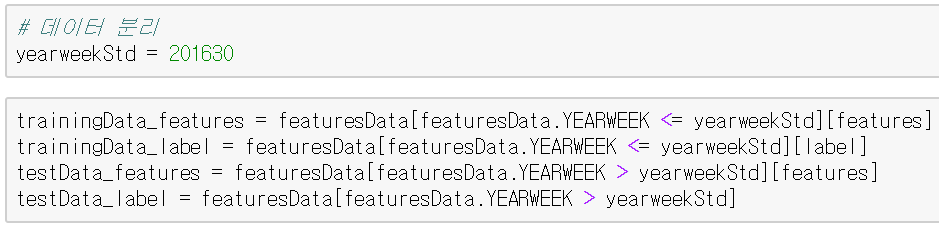 # 데이터 분리
yearweekStd = 201630
trainingData_features = featuresData[featuresData.YEARWEEK <= yearweekStd][features]
trainingData_label = featuresData[featuresData.YEARWEEK <= yearweekStd][label]
testData_features = featuresData[featuresData.YEARWEEK > yearweekStd][features]
testData_label = featuresData[featuresData.YEARWEEK > yearweekStd]